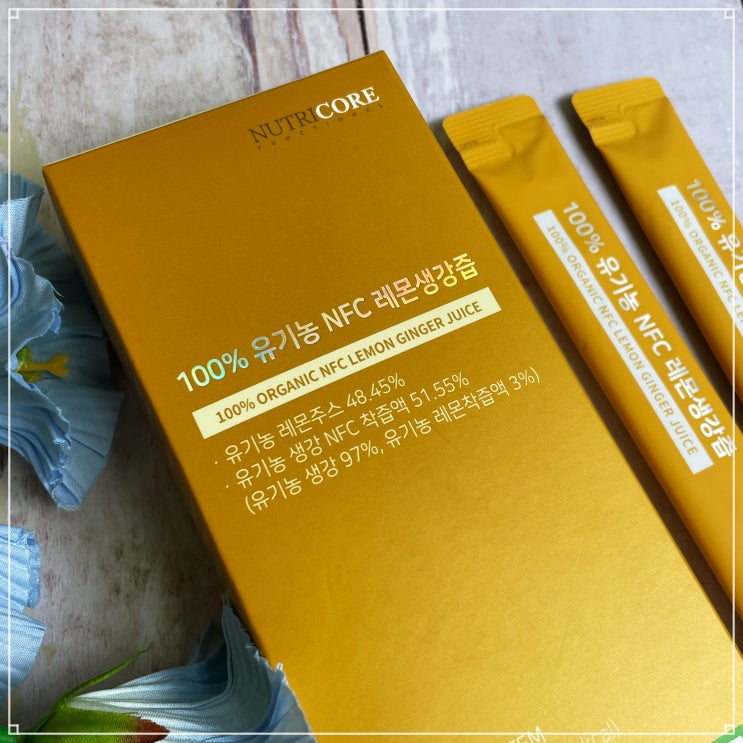 NUTRICORE
FUNCTIONAL
100% 유기농 NFC 레몬생강즙
100% ORGANIC NFC LEMON GINGER JUICE
· 유기농 레몬주스 48.45%
· 유기농 생강 NFC 착즙액 51.55%
(유기농 생강 97%, 유기농 레몬착즙액 3%)
100% 유기농 NFC 레몬생강즙
100% ORGANIC NFC LEMON GINGER JUICE
100% 유기
100% ORGANIC NFC LEM